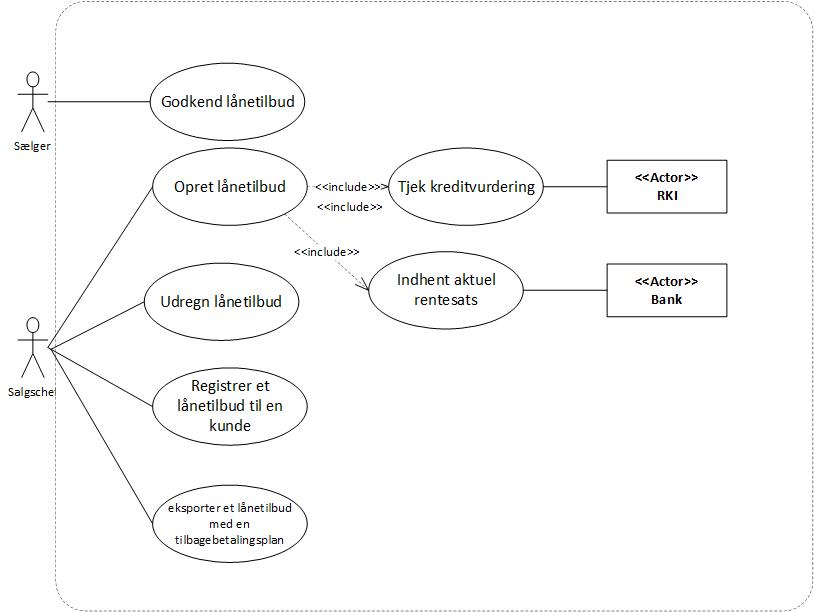 Godkend lånetilbud
Sælger
Opret lånetilbud
<<include>>
<<include>>
Tjek kreditvurdering
<<Actor>>
RKI
<<include>>
Indhent aktuel
rentesats
<<Actor>>
Bank
Udregn lånetilbud
Salgschef
Registrer et
lånetilbud til en
kunde
eksporter et lånetilbud
med en
tilbagebetalingsplan